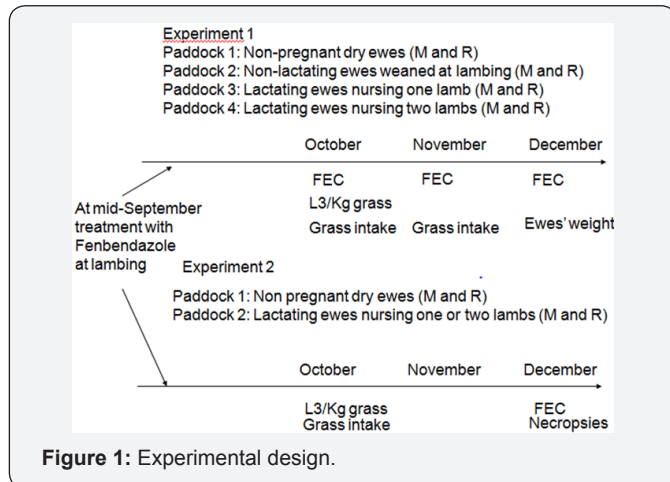 Experiment 1
Paddock 1: Non-pregnant dry ewes (M and R)
Paddock 2: Non-lactating ewes weaned at lambing (M and R)
Paddock 3: Lactating ewes nursing one lamb (M and R)
Paddock 4: Lactating ewes nursing two lambs (M and R)
October November December
FEC FEC FEC
L3/Kg grass
Grass intake Grass intake Ewes' weight
At mid-September
treatment with
Fenbendazole
at lambing
Experiment 2
Paddock 1: Non pregnant dry ewes (M and R)
Paddock 2: Lactating ewes nursing one or two lambs (M and R)
October November December
L3/Kg grass FEC
Grass intake Necropsies
Figure 1: Experimental design.